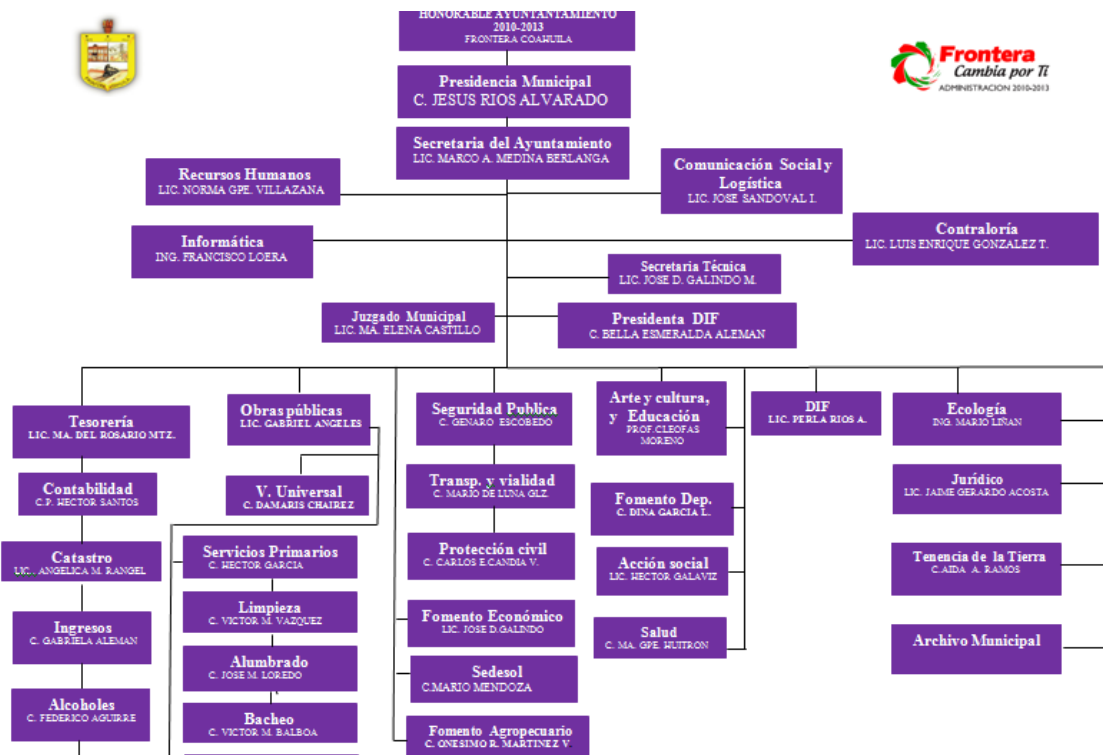 HONORABLE AYUNTANTAMIENTO
2010-2013
FRONTERA COAHUILA
Frontera
Cambia por Ti
ADMINISTRACION 2010-2013
Presidencia Municipal
C. JESUS RIOS ALVARADO
Secretaria del Ayuntamiento
LIC. MARCO A. MEDINA BERLANGA
Recursos Humanos
LIC. NORMA GPE. VILLAZANA
Comunicación Social y
Logística
LIC. JOSE SANDOVAL I.
Informática
ING. FRANCISCO LOERA
Contraloría
LIC. LUIS ENRIQUE GONZALEZ T.
Secretaria Técnica
LIC. JOSE D. GALINDO M.
Juzgado Municipal
LIC. MA. ELENA CASTILLO
Presidenta DIF
C. BELLA ESMERALDA ALEMAN
Tesorería
LIC. MA. DEL ROSARIO MTZ.
Contabilidad
C.P. HECTOR SANTOS
Catastro
LIC. ANGELICA M. RANGEL
Ingresos
C. GABRIELA ALEMAN
Alcoholes
C. FEDERICO AGUIRRE
Obras públicas
LIC. GABRIEL ANGELES
V. Universal
C. DAMARIS CHAIREZ
Servicios Primarios
C. HECTOR GARCIA
Limpieza
C. VICTOR M. VAZQUEZ
Alumbrado
C. JOSE M. LOREDO
Bacheo
C. VICTOR M. BALBOA
Seguridad Publica
C. GENARO ESCOBEDO
Transp. y vialidad
C. MARIO DE LUNA GLZ.
Protección civil
C. CARLOS E.CANDIA V.
Fomento Económico
LIC. JOSE D.GALINDO
Sedesol
C.MARIO MENDOZA
Fomento Agropecuario
C. ONESIMO R. MARTINEZ V.
Arte y cultura,
y Educación
PROF.CLEOFAS
MORENO
Fomento Dep.
C. DINA GARCIA L.
Acción social
LIC. HECTOR GALAVIZ
Salud
C. MA. GPE. HUITRON
DIF
LIC. PERLA RIOS A.
Ecología
ING. MARIO LIÑAN
Jurídico
LIC. JAIME GERARDO ACOSTA
Tenencia de la Tierra
C.AIDA A. RAMOS
Archivo Municipal